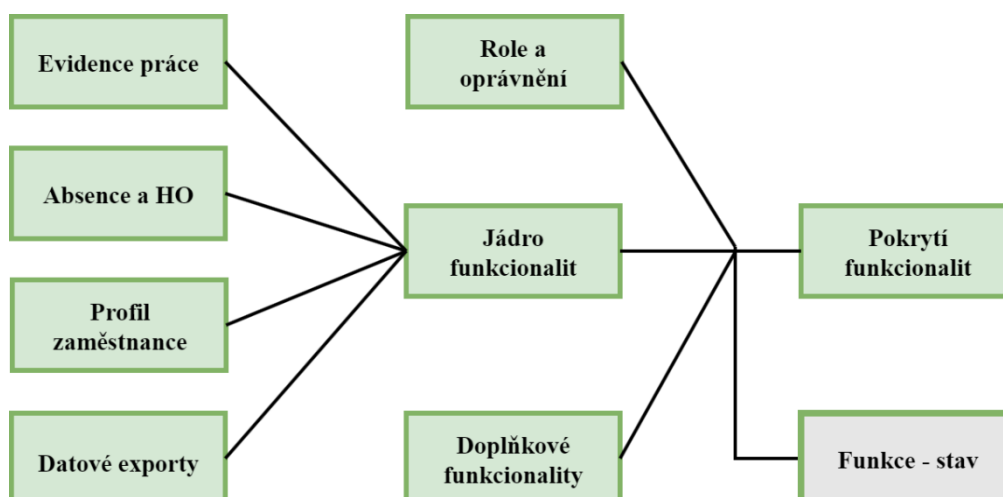 Evidence práce
Absence a HO
Profil
zaměstnance
Datové exporty
Role a
oprávnění
Jádro
funkcionalit
Doplňkové
funkcionality
Pokrytí
funkcionalit
Funkce - stav